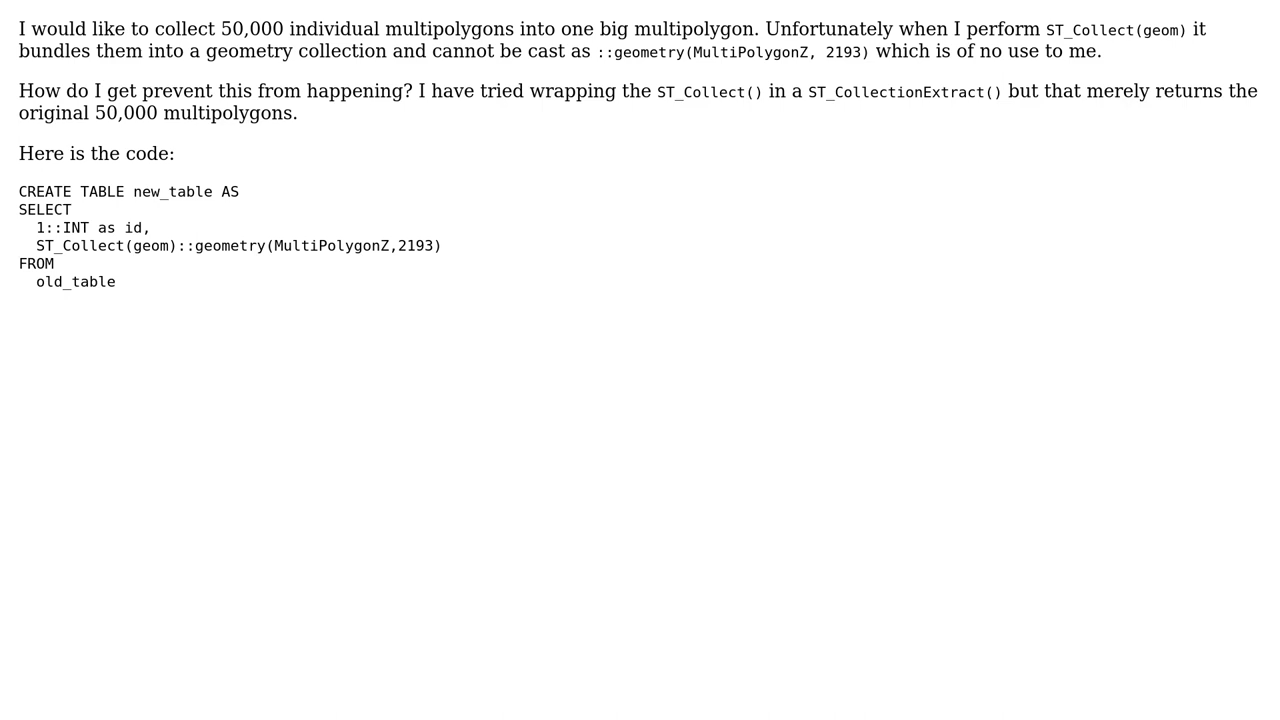 I would like to collect 50,000 individual multipolygons into one big multipolygon. Unfortunately when I perform ST_Collect(geom) it
bundles them into a geometry collection and cannot be cast as ::geometry(MultiPolygonZ, 2193) which is of no use to me.
How do I get prevent this from happening? I have tried wrapping the ST_Collect() in a ST_CollectionExtract() but that merely returns the
original 50,000 multipolygons.
Here is the code:
CREATE TABLE new_table AS
SELECT
  1::INT as id,
  ST_Collect(geom)::geometry(MultiPolygonZ,2193)
FROM
  old_table